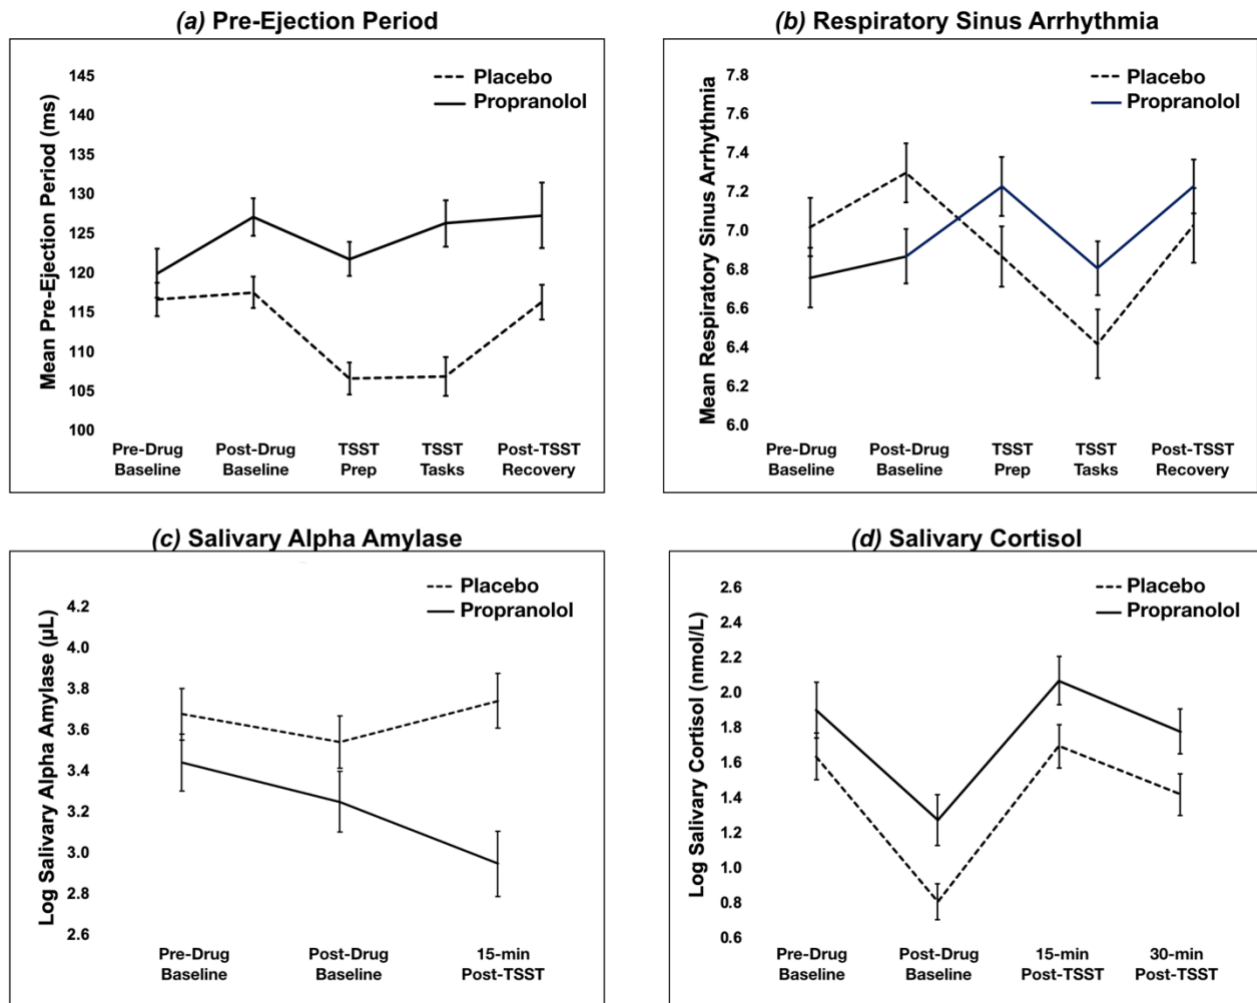 (a) Pre-Ejection Period
Mean Pre-Ejection Period (ms)
145
140
135
130
125
120
115
110
105
100
Placebo
Propranolol
Pre-Drug Baseline
Post-Drug Baseline
TSST Prep
TSST Tasks
Post-TSST Recovery
(b) Respiratory Sinus Arrhythmia
Mean Respiratory Sinus Arrhythmia
7.8
7.6
7.4
7.2
7.0
6.8
6.6
6.4
6.2
6.0
Placebo
Propranolol
Pre-Drug Baseline
Post-Drug Baseline
TSST Prep
TSST Tasks
Post-TSST Recovery
(c) Salivary Alpha Amylase
Log Salivary Alpha Amylase (µL)
4.2
4.0
3.8
3.6
3.4
3.2
3.0
2.8
2.6
Placebo
Propranolol
Pre-Drug Baseline
Post-Drug Baseline
15-min Post-TSST
(d) Salivary Cortisol
Log Salivary Cortisol (nmol/L)
2.6
2.4
2.2
2.0
1.8
1.6
1.4
1.2
1.0
0.8
0.6
Placebo
Propranolol
Pre-Drug Baseline
Post-Drug Baseline
15-min Post-TSST
30-min Post-TSST